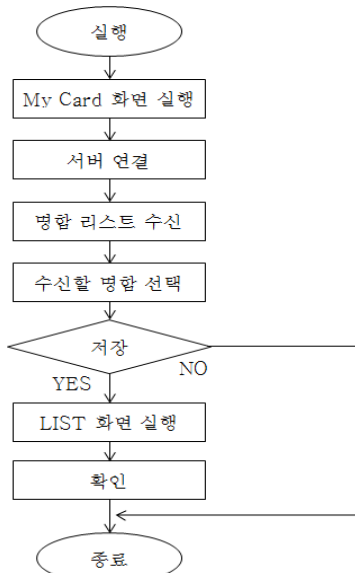 실행
My Card 화면 실행
서버 연결
명함 리스트 수신
수신할 명함 선택
저장
NO
YES
LIST 화면 실행
확인
종료